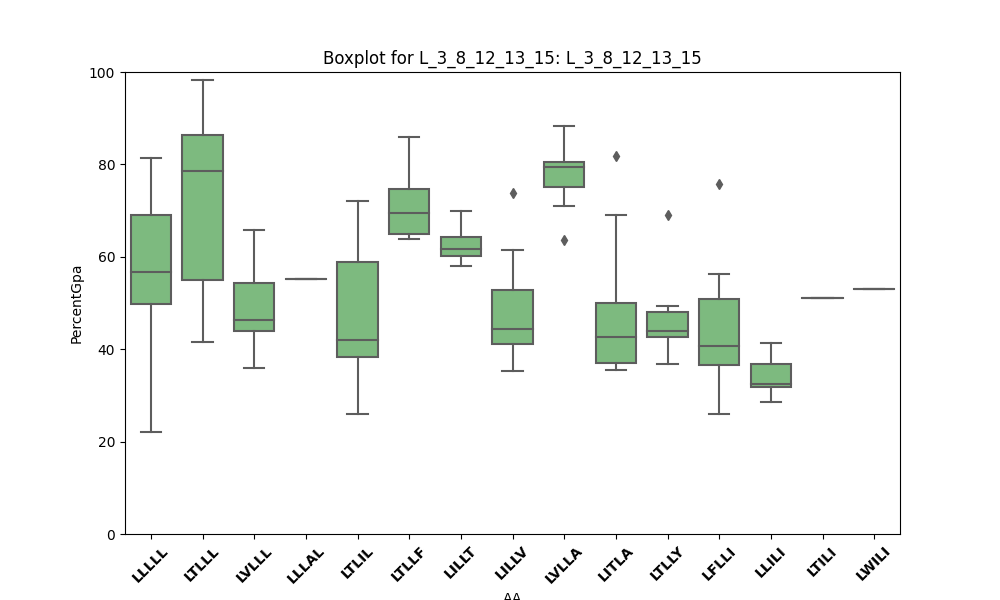 Boxplot for L_3_8_12_13_15: L_3_8_12_13_15
100
80
60
40
20
0
PercentGpa
LLLLL
LTLLL
LVLLL
LLLAL
LTLIL
LTLLF
LILLT
LILLV
LVLLA
LITLA
LTLLY
LFLLI
LLILI
LTILI
LWILI
AA